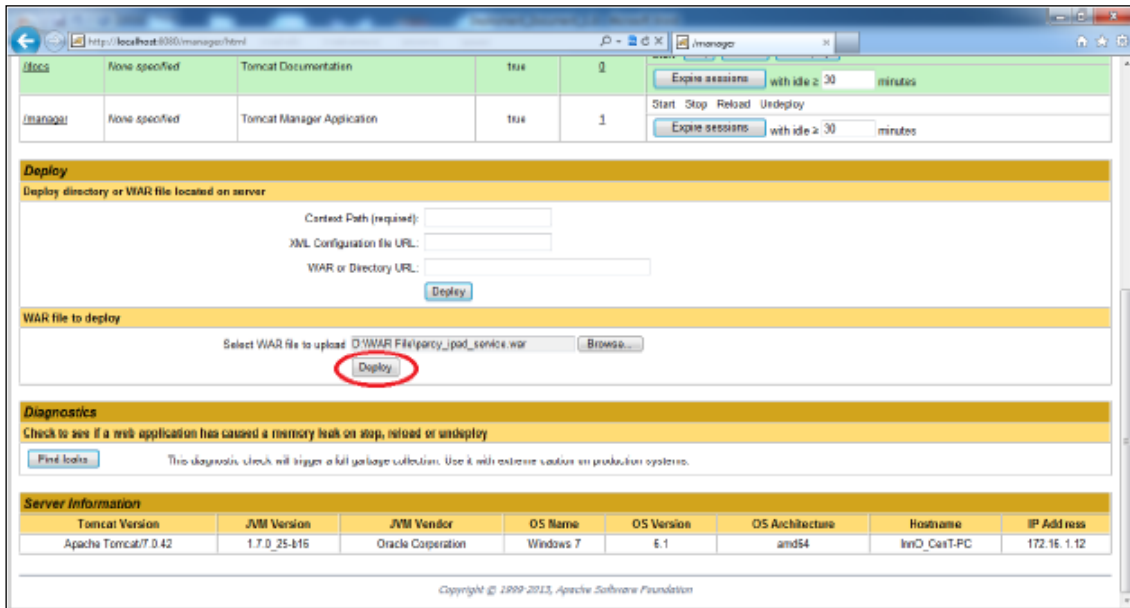 http://localhost:8080/manager/html
/manager
/docs None specified Tomcat Documentation true 0
Expire sessions with idle ≥ 30 minutes
Start Stop Reload Undeploy
/manager None specified Tomcat Manager Application true 1
Expire sessions with idle ≥ 30 minutes
Deploy
Deploy directory or WAR file located on server
Context Path (required):
XML Configuration file URL:
WAR or Directory URL:
Deploy
WAR file to deploy
Select WAR file to upload D:\WAR File\parcy_ipad_service.war Browse...
Deploy
Diagnostics
Check to see if a web application has caused a memory leak on stop, reload or undeploy
Find leaks This diagnostic check will trigger a full garbage collection. Use it with extreme caution on production systems.
Server Information
Tomcat Version JVM Version JVM Vendor OS Name OS Version OS Architecture Hostname IP Address
Apache Tomcat/7.0.42 1.7.0_25-b16 Oracle Corporation Windows 7 6.1 amd64 InnO_CenT-PC 172.16.1.12
Copyright © 1999-2013, Apache Software Foundation